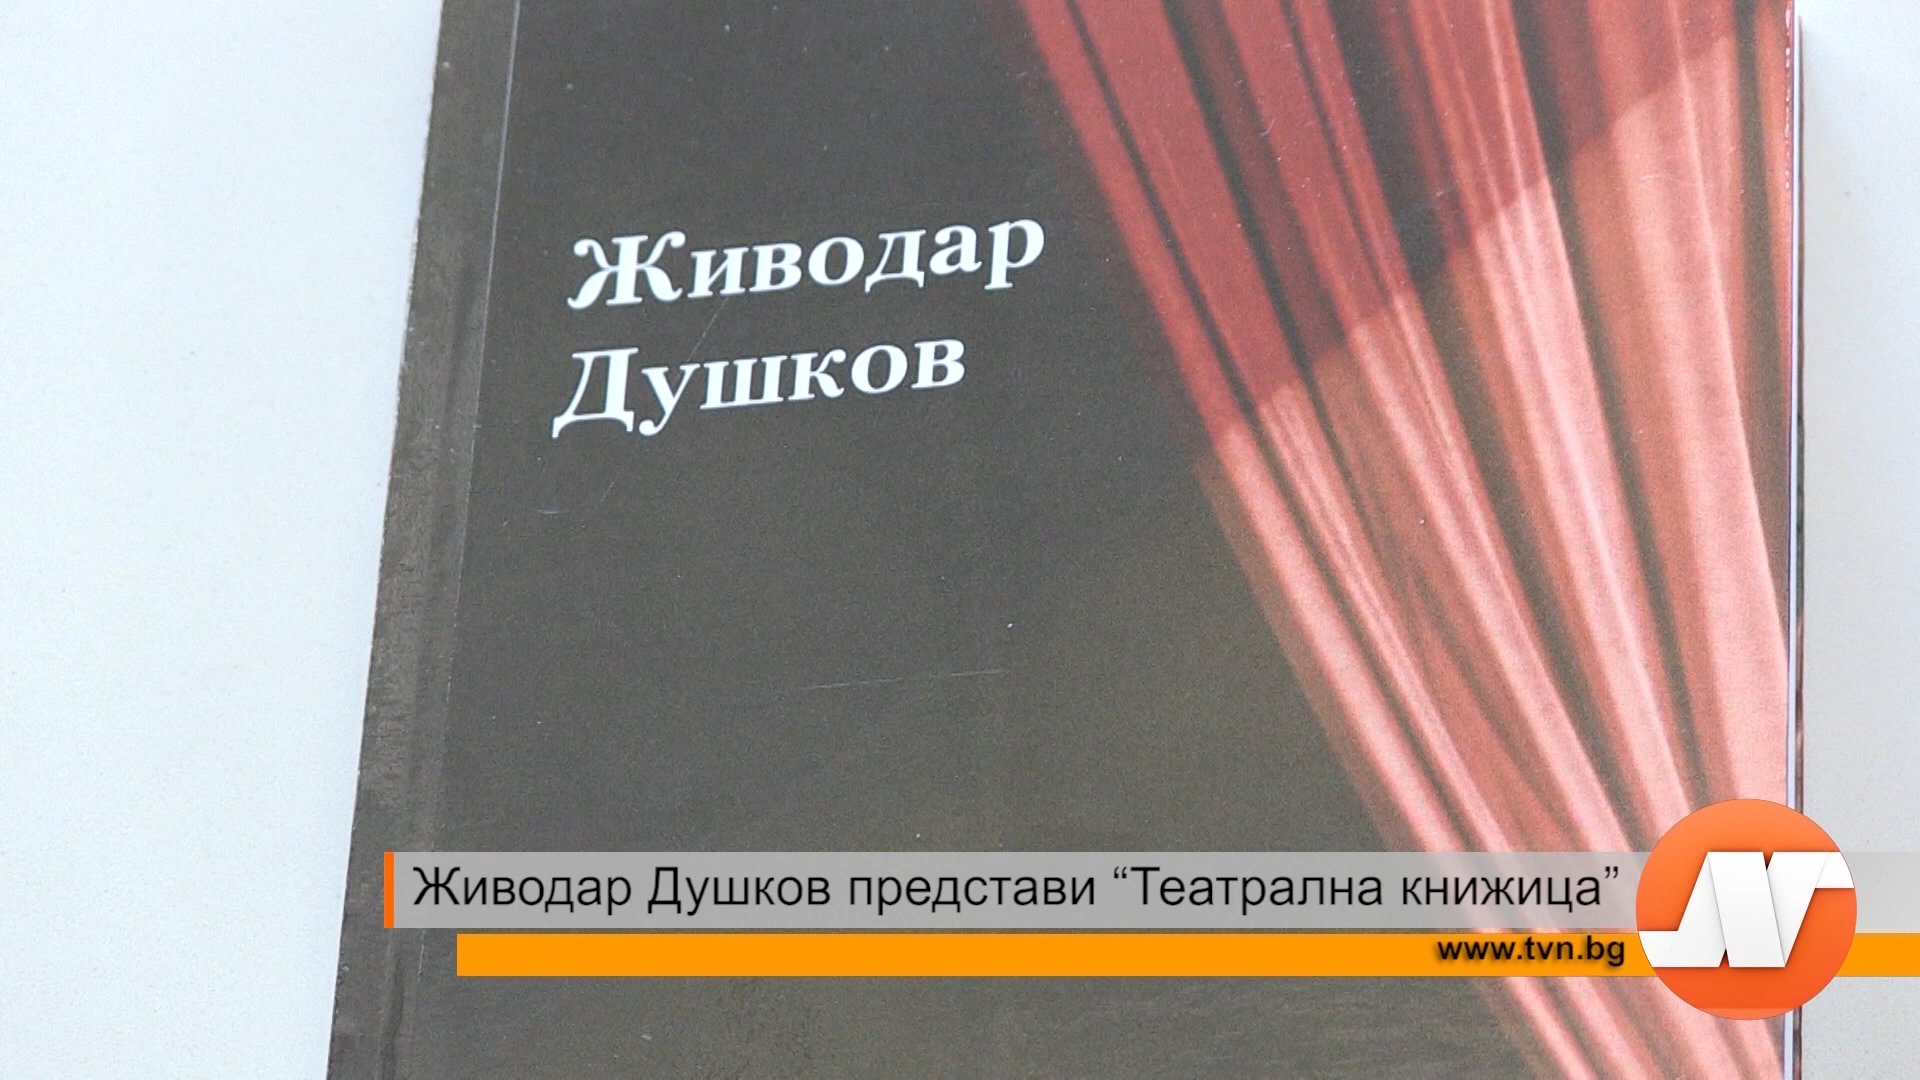 Живодар
Душков
Живодар Душков представи “Театрална книжица”
www.tvn.bg